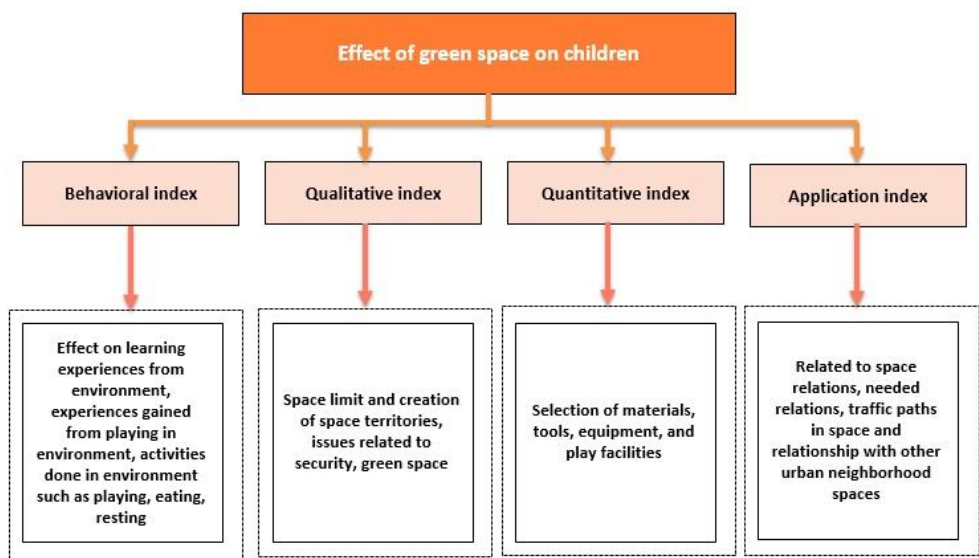 Effect of green space on children
Behavioral index
Qualitative index
Quantitative index
Application index
Effect on learning
experiences from
environment,
experiences gained
from playing in
environment, activities
done in environment
such as playing, eating,
resting
Space limit and creation
of space territories,
issues related to
security, green space
Selection of materials,
tools, equipment, and
play facilities
Related to space
relations, needed
relations, traffic paths
in space and
relationship with other
urban neighborhood
spaces